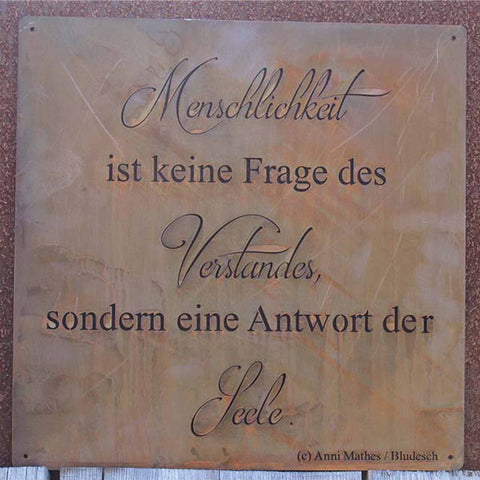 Menschlichkeit
ist keine Frage des
Verstandes,
sondern eine Antwort der
Seele.
(c) Anni Mathes / Bludesch